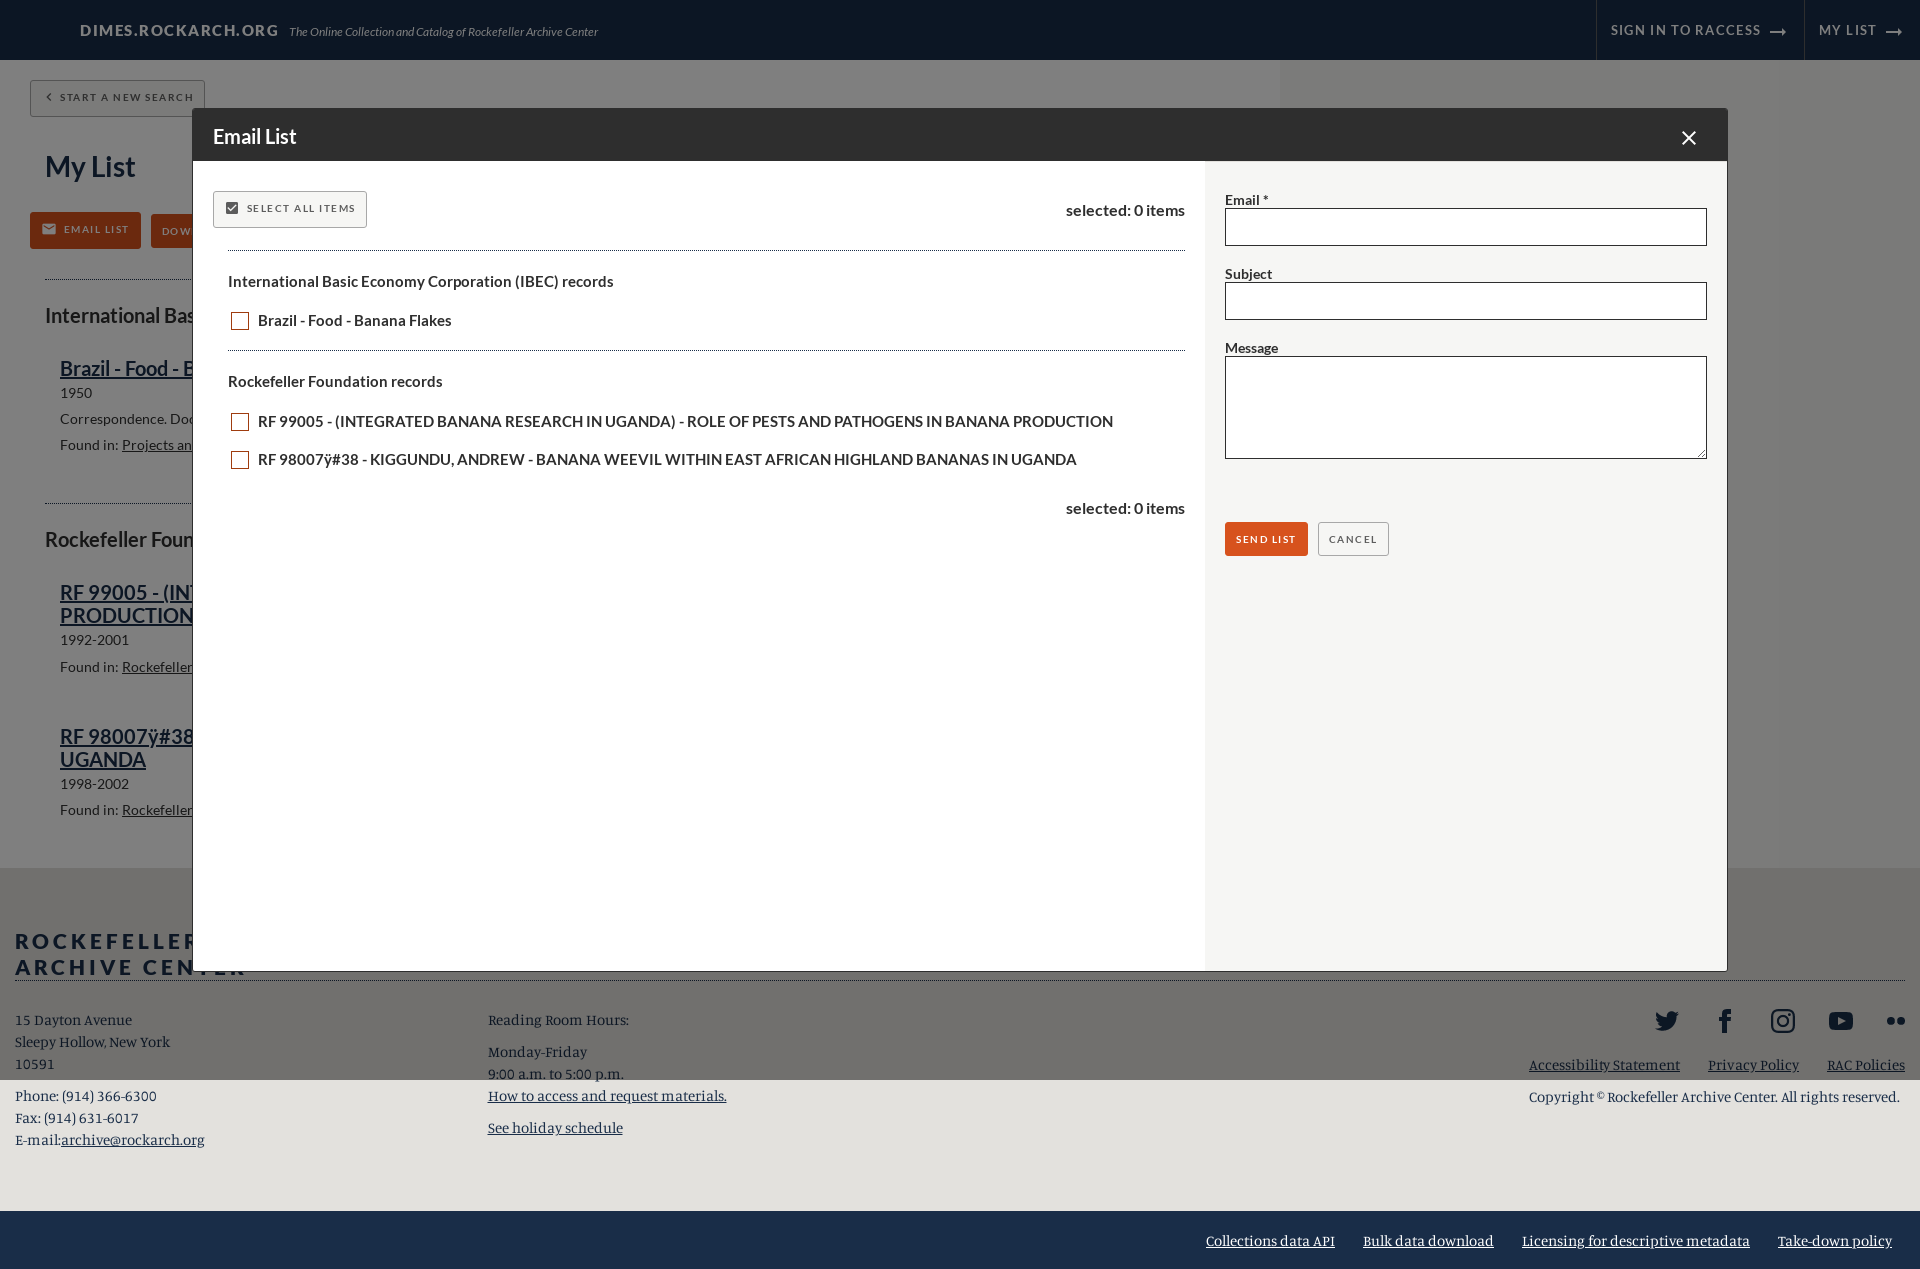 DIMES.ROCKARCH.ORG The Online Collection and Catalog of Rockefeller Archive Center
SIGN IN TO RACCESS
MY LIST
START A NEW SEARCH
My List
EMAIL LIST
International
Brazil - Food -
1950
Correspondence.
Found in: Projects
Rockefeller
RF 99005 -
PRODUCTION
1992-2001
Found in: Rockefeller
RF 98007ÿ#38
UGANDA
1998-2002
Found in: Rockefeller
Email List
SELECT ALL ITEMS
selected: 0 items
International Basic Economy Corporation (IBEC) records
Brazil - Food - Banana Flakes
Rockefeller Foundation records
RF 99005 - (INTEGRATED BANANA RESEARCH IN UGANDA) - ROLE OF PESTS AND PATHOGENS IN BANANA PRODUCTION
RF 98007ÿ#38 - KIGGUNDU, ANDREW - BANANA WEEVIL WITHIN EAST AFRICAN HIGHLAND BANANAS IN UGANDA
selected: 0 items
Email *
Subject
Message
SEND LIST
CANCEL
ROCKEFELLER
ARCHIVE CENTER
15 Dayton Avenue
Sleepy Hollow, New York
10591
Phone: (914) 366-6300
Fax: (914) 631-6017
E-mail:archive@rockarch.org
Reading Room Hours:
Monday-Friday
9:00 a.m. to 5:00 p.m.
How to access and request materials.
See holiday schedule
Accessibility Statement
Privacy Policy
RAC Policies
Copyright © Rockefeller Archive Center. All rights reserved.
Collections data API
Bulk data download
Licensing for descriptive metadata
Take-down policy